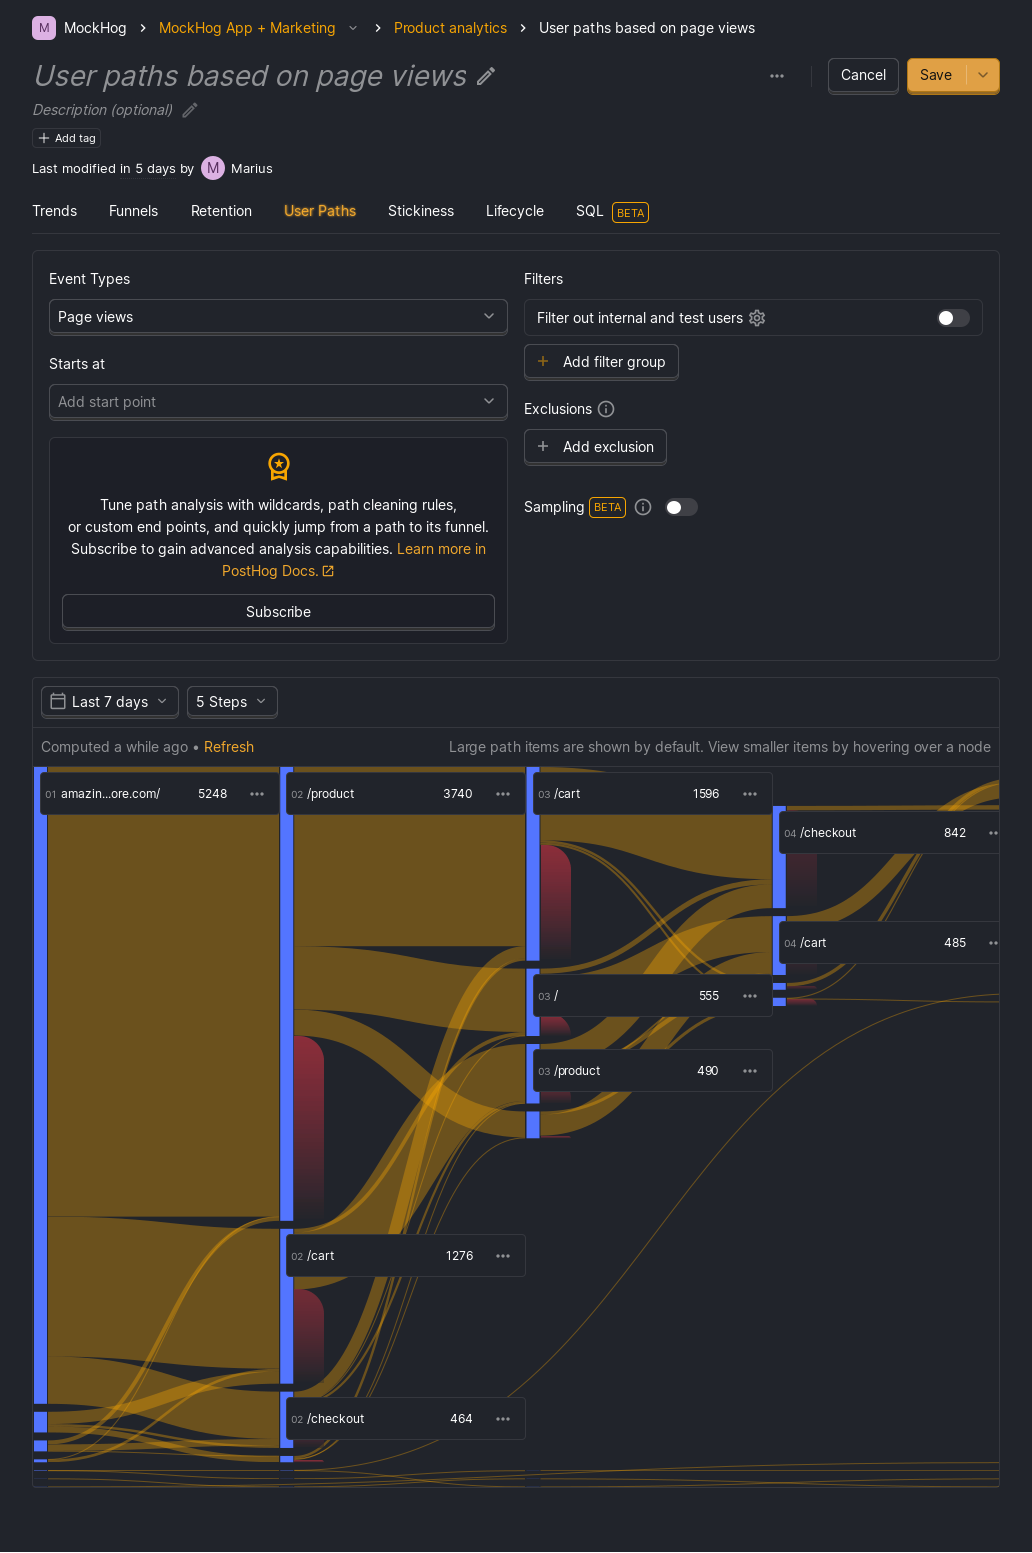 M MockHog MockHog App + Marketing Product analytics User paths based on page views
User paths based on page views
Cancel Save
Description (optional)
Add tag
Last modified in 5 days by M Marius
Trends Funnels Retention User Paths Stickiness Lifecycle SQL BETA
Event Types
Page views
Starts at
Add start point
Tune path analysis with wildcards, path cleaning rules,
or custom end points, and quickly jump from a path to its funnel.
Subscribe to gain advanced analysis capabilities. Learn more in
PostHog Docs.
Subscribe
Filters
Filter out internal and test users
Add filter group
Exclusions
Add exclusion
Sampling BETA
Last 7 days 5 Steps
Computed a while ago • Refresh Large path items are shown by default. View smaller items by hovering over a node
01 amazin...ore.com/ 5248
02 /product 3740
03 /cart 1596
04 /checkout 842
04 /cart 485
03 / 555
03 /product 490
02 /cart 1276
02 /checkout 464